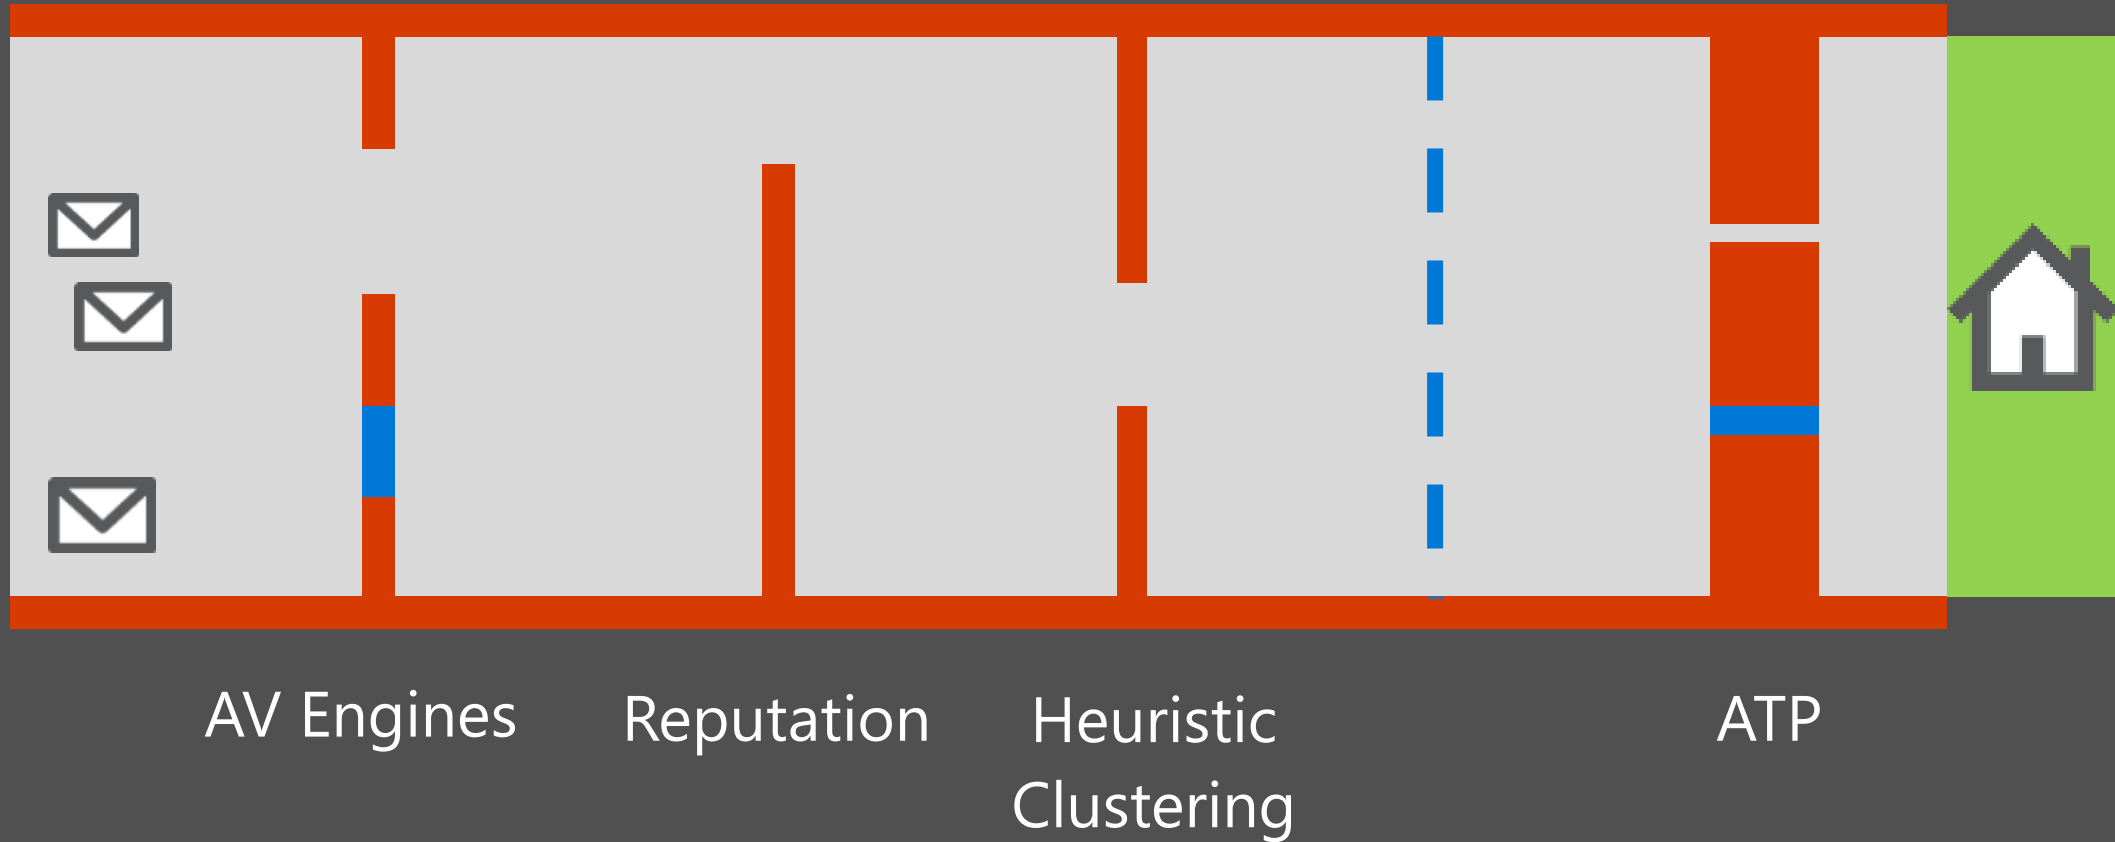 AV Engines
Reputation
Heuristic
Clustering
ATP